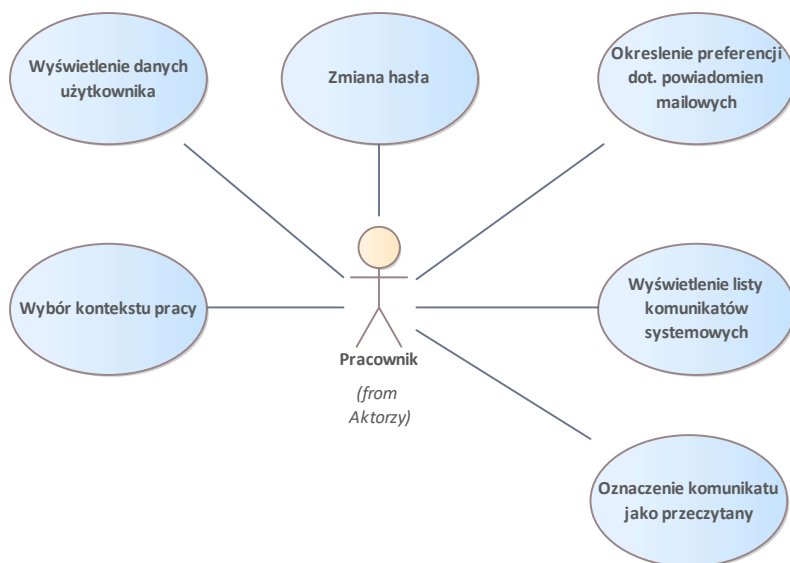 Wyświetlenie danych
użytkownika
Zmiana hasła
Okreslenie preferencji
dot. powiadomien
mailowych
Wybór kontekstu pracy
Wyświetlenie listy
komunikatów
systemowych
Pracownik
(from
Aktorzy)
Oznaczenie komunikatu
jako przeczytany